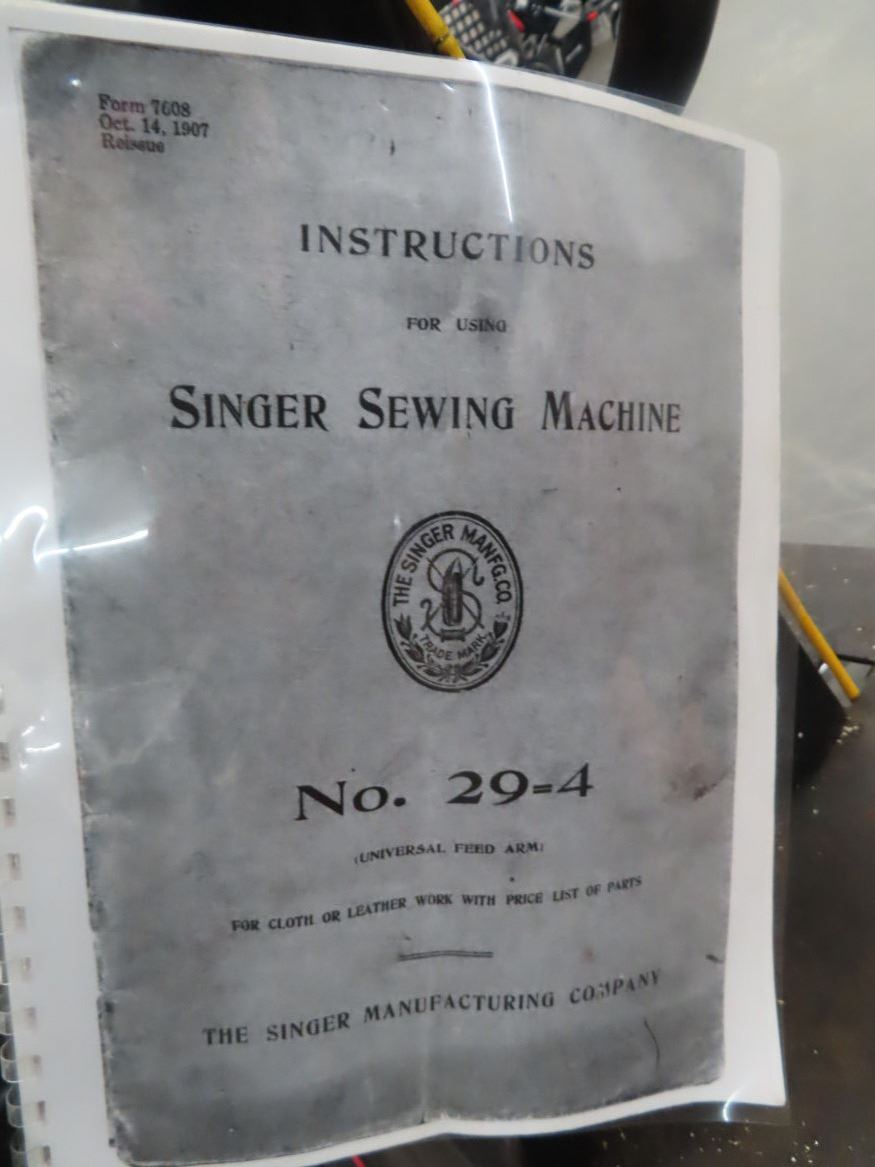 Form 7608
Oct. 14, 1907
Reissue
INSTRUCTIONS
FOR USING
SINGER SEWING MACHINE
THE SINGER MANFG. CO.
S
TRADE MARK
No. 29=4
(UNIVERSAL FEED ARM)
FOR CLOTH OR LEATHER WORK WITH PRICE LIST OF PARTS
THE SINGER MANUFACTURING COMPANY